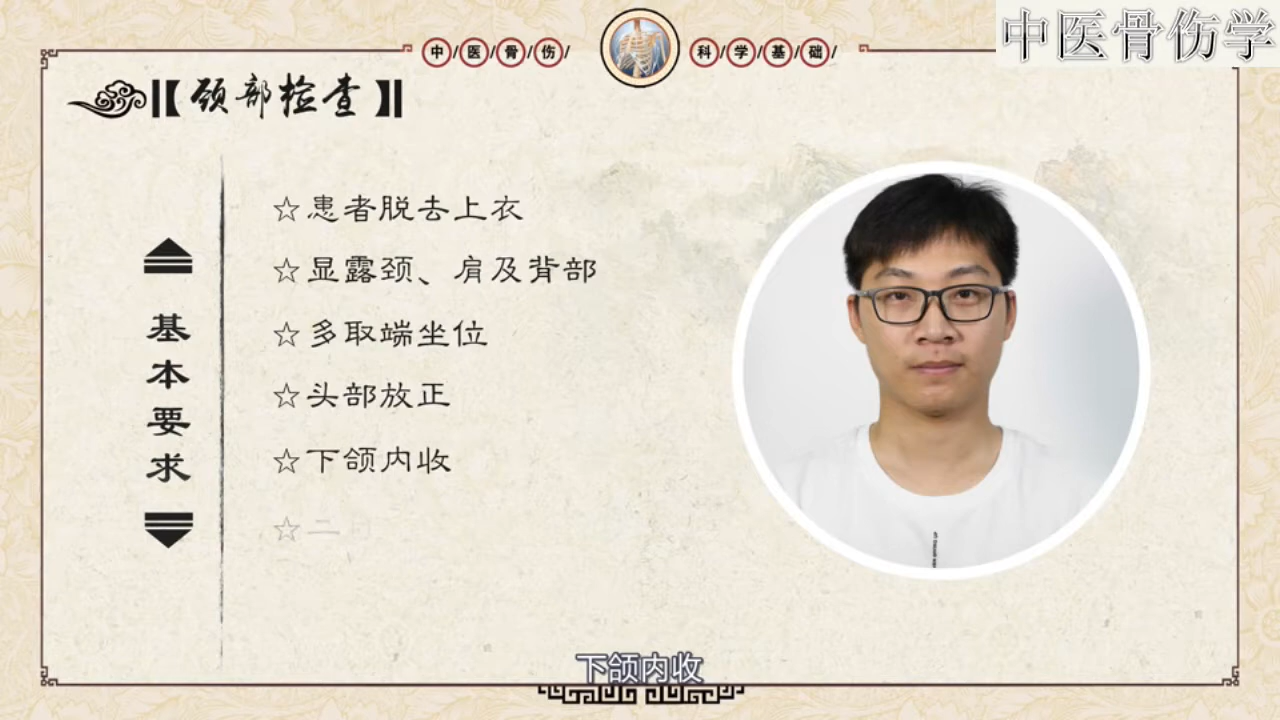 中医骨伤学
中/医/骨/伤/ 科/学/基/础/
【颈部检查】
基本要求
☆患者脱去上衣
☆显露颈、肩及背部
☆多取端坐位
☆头部放正
☆下颌内收
☆二
下颌内收